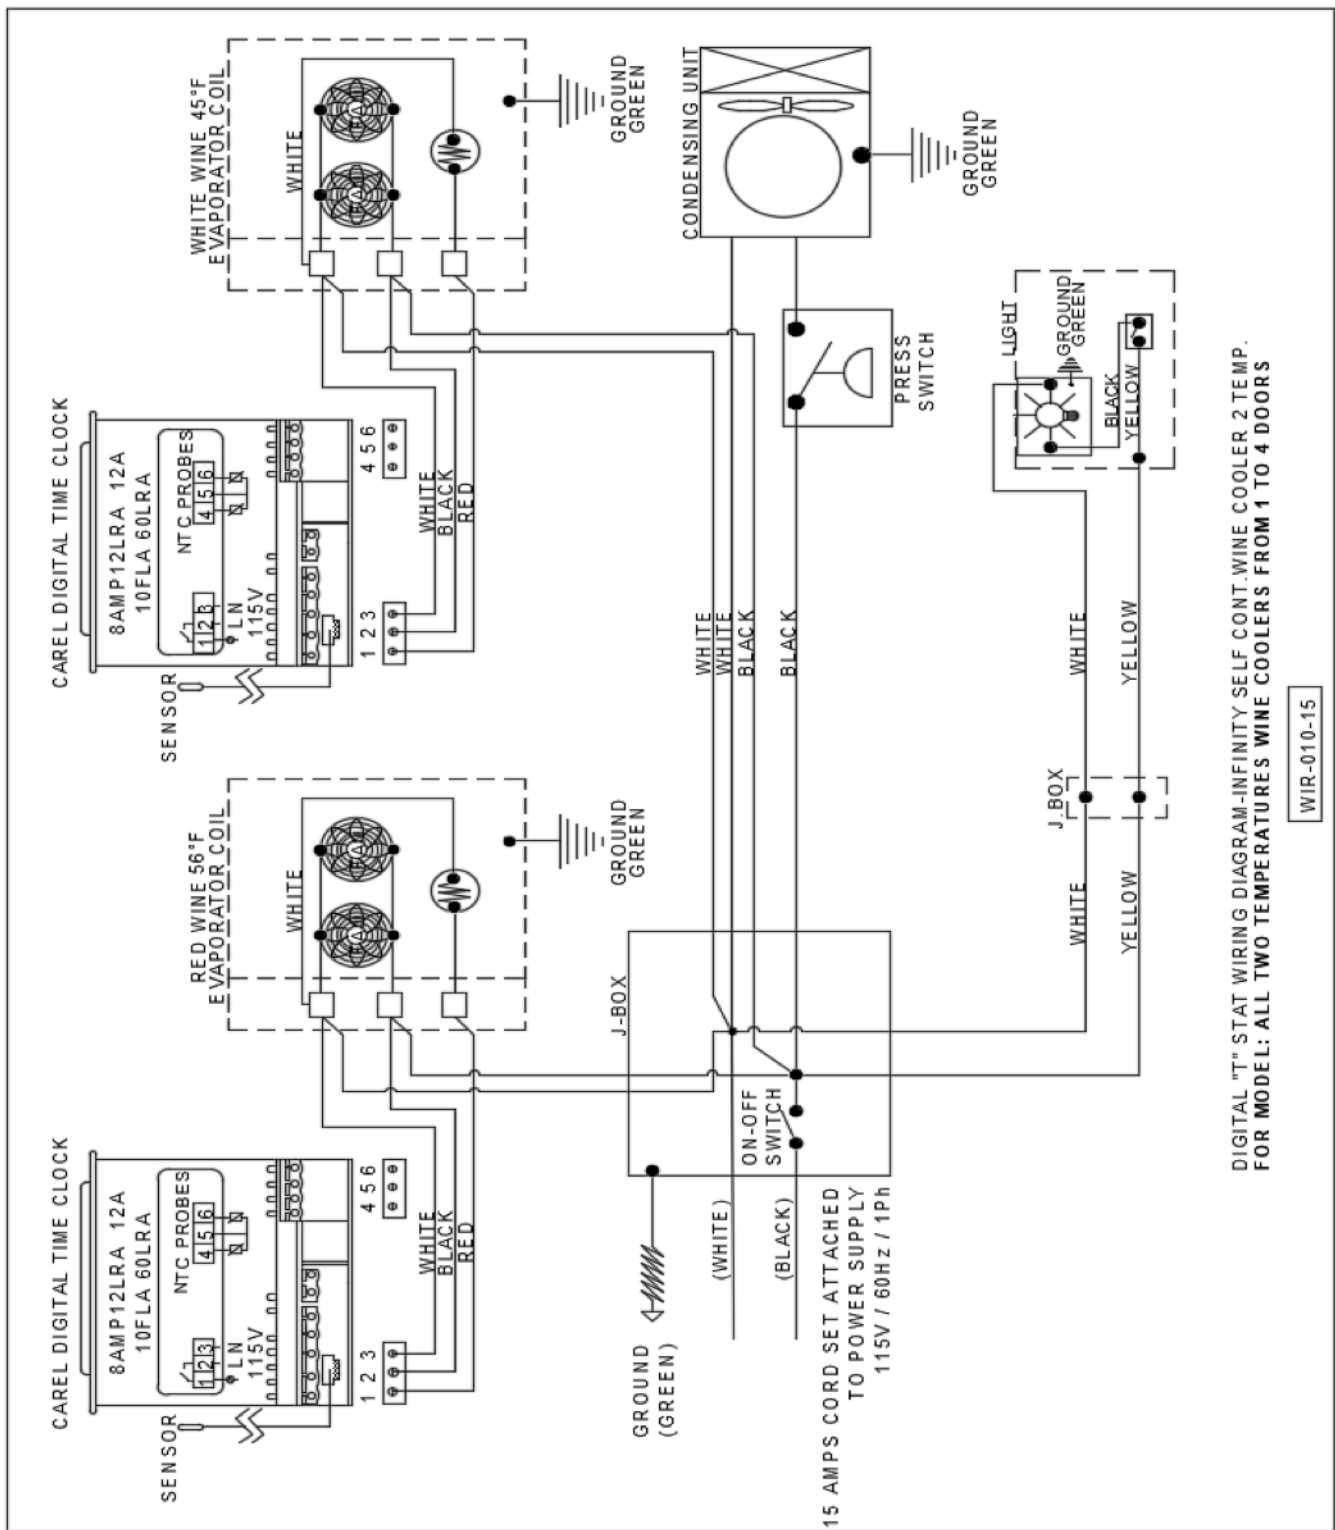 CAREL DIGITAL TIME CLOCK
8AMP12LRA 12A
10FLA 60LRA
NTC PROBES
4 5 6
1 2 3
LN
115V
SENSOR
1 2 3
4 5 6
WHITE
BLACK
RED
RED WINE 56°F
EVAPORATOR COIL
WHITE
GROUND
GREEN
CAREL DIGITAL TIME CLOCK
8AMP12LRA 12A
10FLA 60LRA
NTC PROBES
4 5 6
1 2 3
LN
115V
SENSOR
1 2 3
4 5 6
WHITE
BLACK
RED
WHITE WINE 45°F
EVAPORATOR COIL
WHITE
GROUND
GREEN
GROUND
(GREEN)
(WHITE)
(BLACK)
15 AMPS CORD SET ATTACHED
TO POWER SUPPLY
115V / 60Hz / 1Ph
J-BOX
ON-OFF
SWITCH
WHITE
WHITE
BLACK
BLACK
CONDENSING UNIT
GROUND
GREEN
PRESS
SWITCH
WHITE
YELLOW
J.BOX
WHITE
YELLOW
LIGHT
GROUND
GREEN
BLACK
YELLOW
DIGITAL "T" STAT WIRING DIAGRAM-INFINITY SELF CONT.WINE COOLER 2 TEMP.
FOR MODEL: ALL TWO TEMPERATURES WINE COOLERS FROM 1 TO 4 DOORS
WIR-010-15